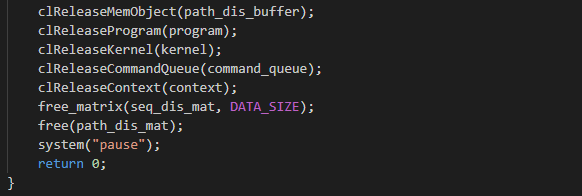 clReleaseMemObject(path_dis_buffer);
clReleaseProgram(program);
clReleaseKernel(kernel);
clReleaseCommandQueue(command_queue);
clReleaseContext(context);
free_matrix(seq_dis_mat, DATA_SIZE);
free(path_dis_mat);
system("pause");
return 0;
}